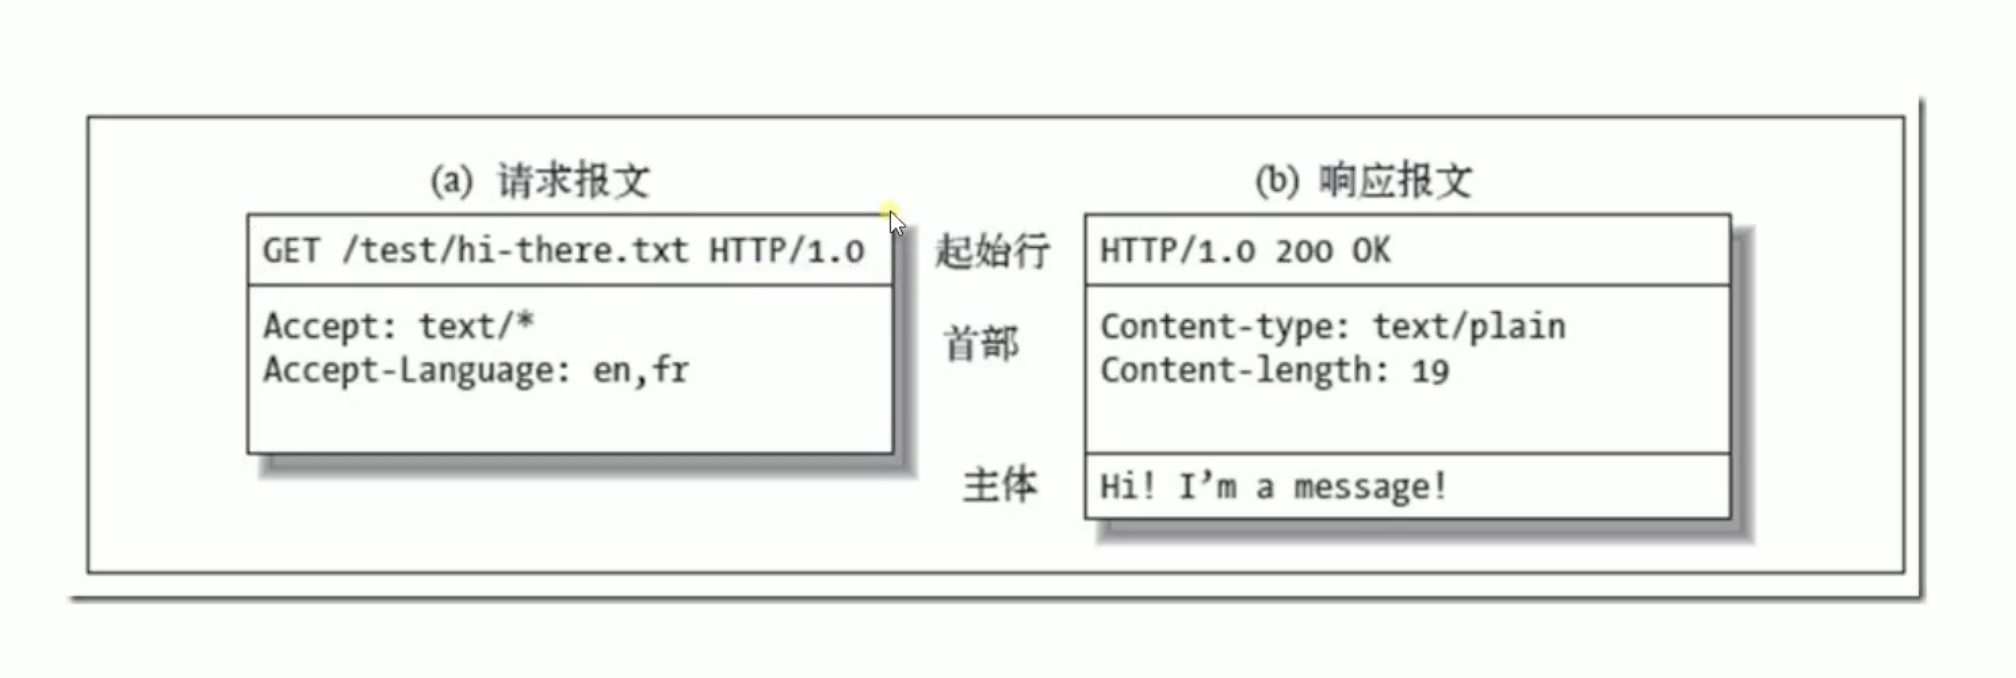 (a) 请求报文
GET /test/hi-there.txt HTTP/1.0
Accept: text/*
Accept-Language: en,fr
起始行
首部
主体
(b) 响应报文
HTTP/1.0 200 OK
Content-type: text/plain
Content-length: 19
Hi! I’m a message!